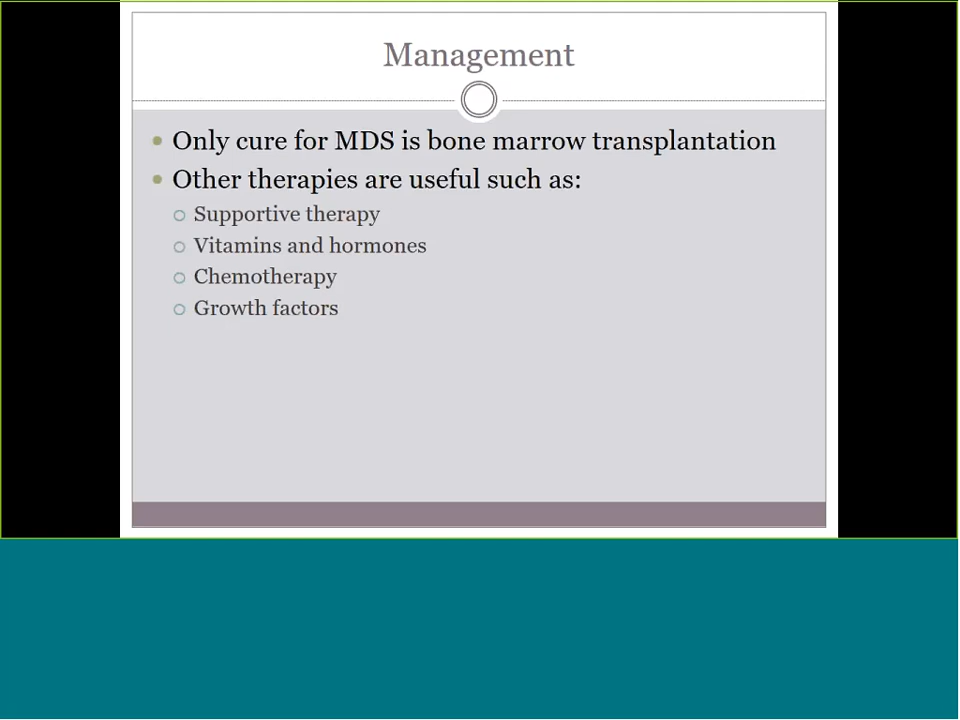 Management
Only cure for MDS is bone marrow transplantation
Other therapies are useful such as:
Supportive therapy
Vitamins and hormones
Chemotherapy
Growth factors